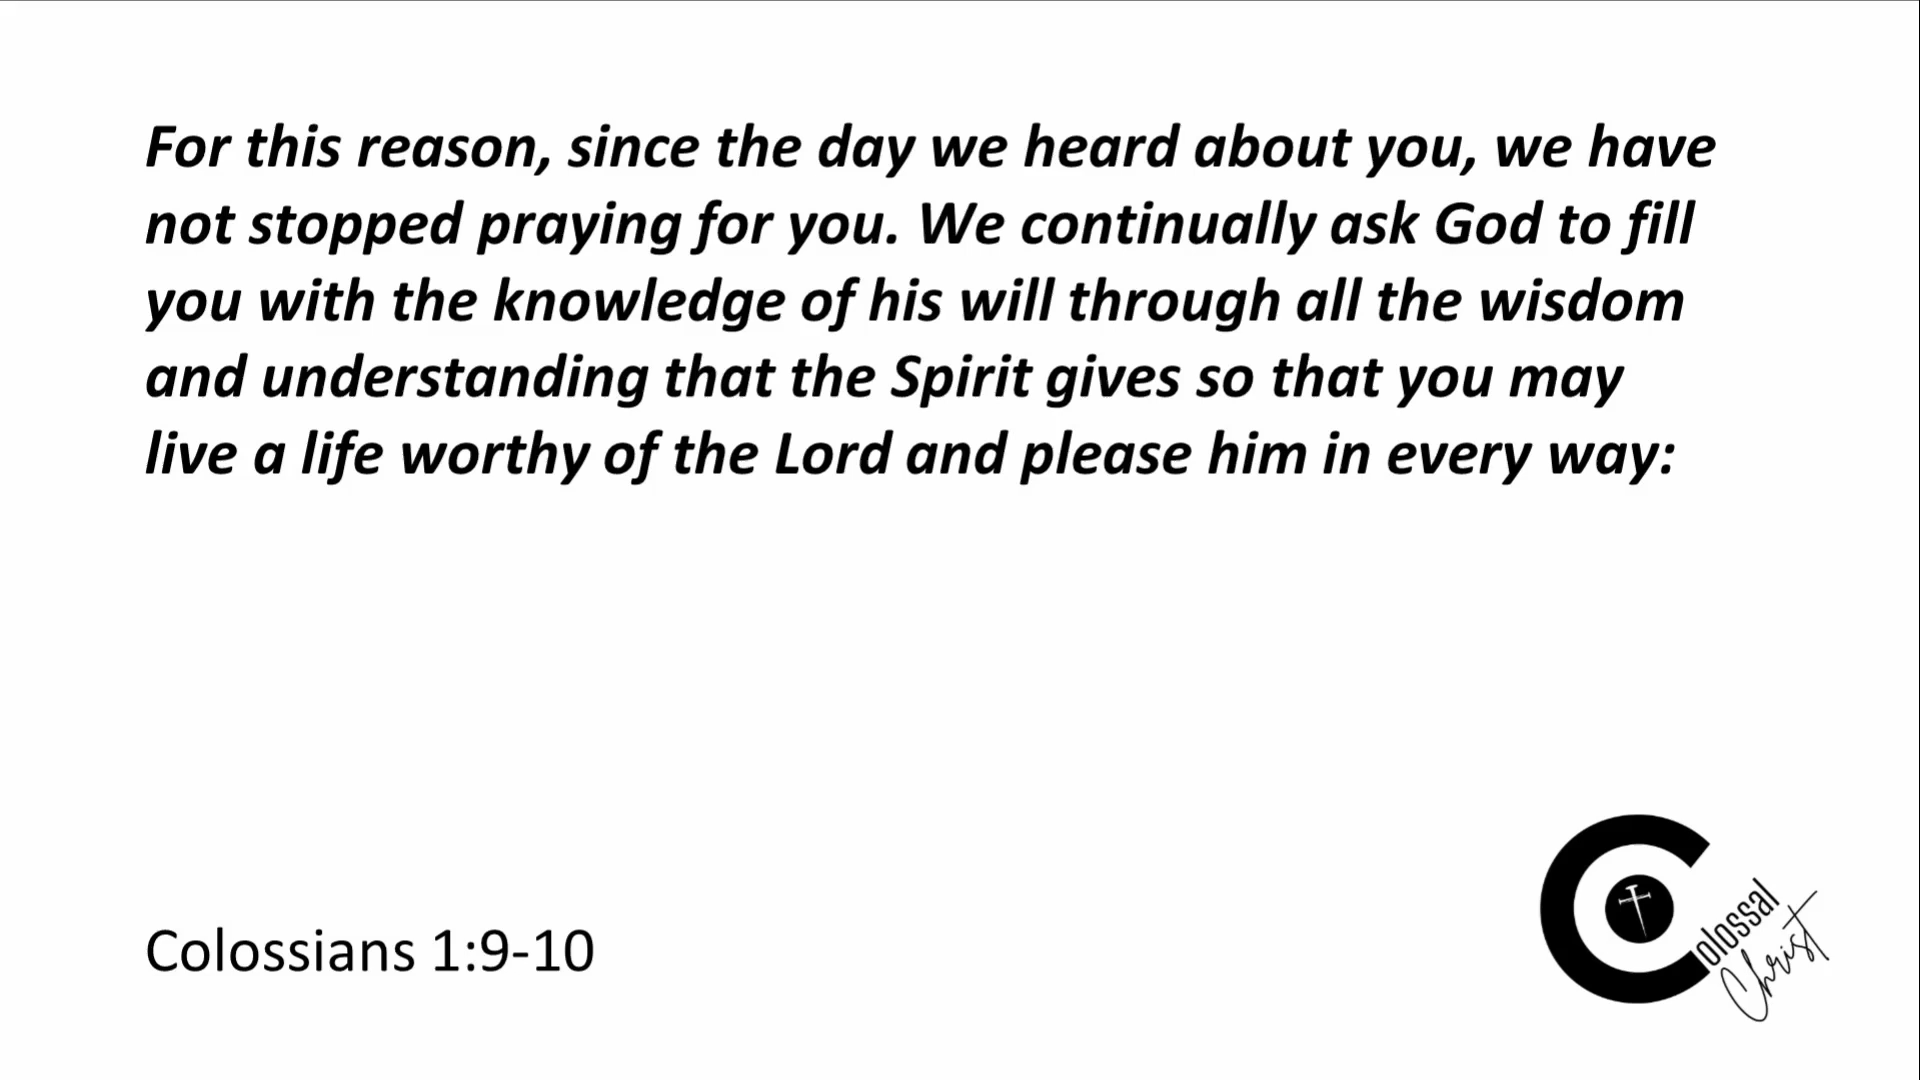 For this reason, since the day we heard about you, we have
not stopped praying for you. We continually ask God to fill
you with the knowledge of his will through all the wisdom
and understanding that the Spirit gives so that you may
live a life worthy of the Lord and please him in every way:
Colossians 1:9-10
Colossal
Christ